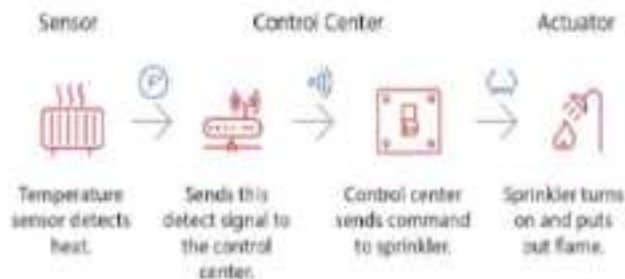 Sensor
Control Center
Actuator
Temperature
sensor detects
heat.
Sends this
detect signal to
the control
center.
Control center
sends command
to sprinkler.
Sprinkler turns
on and puts
out flame.